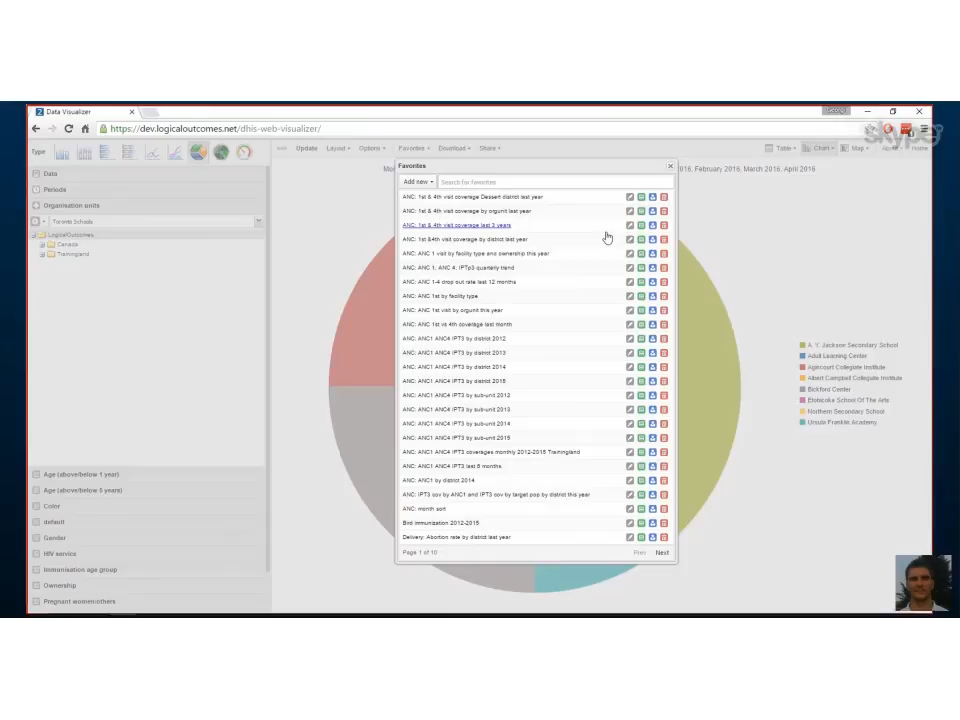 Data Visualizer
https://dev.logicaloutcomes.net/dhis-web-visualizer/
skype
Type
<<<
Update
Layout
Options
Favorites
Download
Share
Table
Chart
Map
Home
Data
Periods
Organisation units
Toronto Schools
LogicalOutcomes
Canada
Trainingland
Age (above/below 1 year)
Age (above/below 5 years)
Color
default
Gender
HIV service
Immonisation age group
Ownership
Pregnant women/others
2016, February 2016, March 2016, April 2016
Favorites
Add new
Search for favorites
ANC: 1st & 4th visit coverage Dessert district last year
ANC: 1st & 4th visit coverage by orgunit last year
ANC: 1st & 4th visit coverage last 3 years
ANC: 1st &4th visit coverage by district last year
ANC: ANC 1 visit by facility type and ownership this year
ANC: ANC 1, ANC 4, IPTp3 quarterly trend
ANC: ANC 1-4 drop out rate last 12 months
ANC: ANC 1st by facility type
ANC: ANC 1st visit by orgunit this year
ANC: ANC 1st vs 4th coverage last month
ANC: ANC1 ANC4 IPT3 by district 2012
ANC: ANC1 ANC4 IPT3 by district 2013
ANC: ANC1 ANC4 IPT3 by district 2014
ANC: ANC1 ANC4 IPT3 by district 2015
ANC: ANC1 ANC4 IPT3 by sub-unit 2012
ANC: ANC1 ANC4 IPT3 by sub-unit 2013
ANC: ANC1 ANC4 IPT3 by sub-unit 2014
ANC: ANC1 ANC4 IPT3 by sub-unit 2015
ANC: ANC1 ANC4 IPT3 coverages monthly 2012-2015 Trainingland
ANC: ANC1 ANC4 IPT3 last 6 months
ANC: ANC1 by district 2014
ANC: IPT3 cov by ANC1 and IPT3 cov by target pop by district this year
ANC: month sort
Bird immunization 2012-2015
Delivery: Abortion rate by district last year
Page 1 of 10
Prev
Next
A. Y. Jackson Secondary School
Adult Learning Center
Agincourt Collegiate Institute
Albert Campbell Collegiate Institute
Bickford Center
Etobicoke School Of The Arts
Northern Secondary School
Ursula Franklin Academy